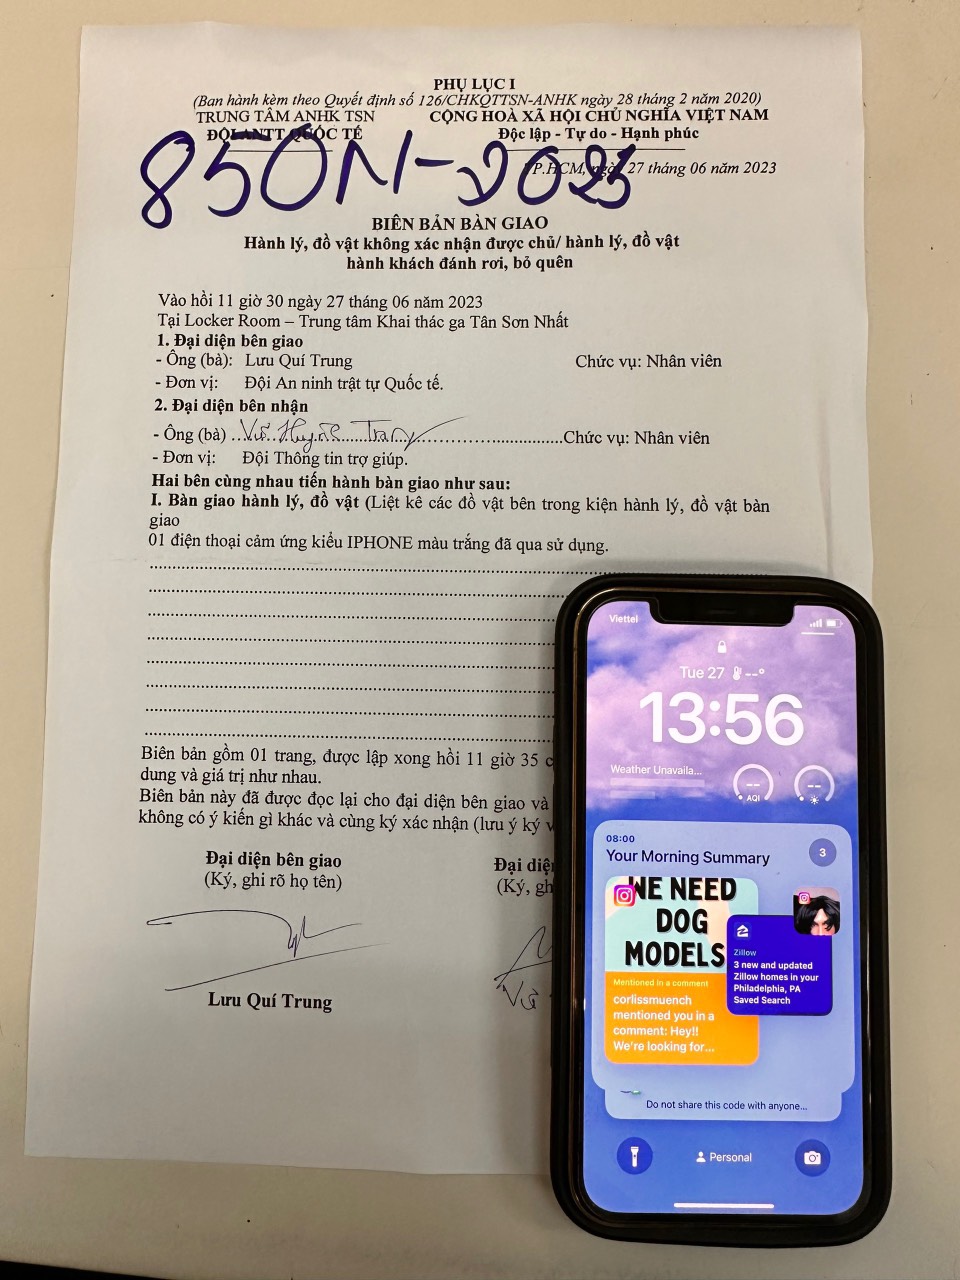 PHỤ LỤC I
(Ban hành kèm theo Quyết định số 126/CHKQTTSN-ANHK ngày 28 tháng 2 năm 2020)
TRUNG TÂM ANHK TSN
CỘNG HOÀ XÃ HỘI CHỦ NGHĨA VIỆT NAM
ĐỘI ANTT QUỐC TẾ
Độc lập - Tự do - Hạnh phúc
850N-2023
TP.HCM, ngày 27 tháng 06 năm 2023
BIÊN BẢN BÀN GIAO
Hành lý, đồ vật không xác nhận được chủ/ hành lý, đồ vật
hành khách đánh rơi, bỏ quên
Vào hồi 11 giờ 30 ngày 27 tháng 06 năm 2023
Tại Locker Room – Trung tâm Khai thác ga Tân Sơn Nhất
1. Đại diện bên giao
- Ông (bà): Lưu Quí Trung Chức vụ: Nhân viên
- Đơn vị: Đội An ninh trật tự Quốc tế.
2. Đại diện bên nhận
- Ông (bà) ...Võ Huỳnh Trang...Chức vụ: Nhân viên
- Đơn vị: Đội Thông tin trợ giúp.
Hai bên cùng nhau tiến hành bàn giao như sau:
I. Bàn giao hành lý, đồ vật (Liệt kê các đồ vật bên trong kiện hành lý, đồ vật bàn
giao
01 điện thoại cảm ứng kiểu IPHONE màu trắng đã qua sử dụng.
Biên bản gồm 01 trang, được lập xong hồi 11 giờ 35 c
dung và giá trị như nhau.
Biên bản này đã được đọc lại cho đại diện bên giao và
không có ý kiến gì khác và cùng ký xác nhận (lưu ý ký v
Đại diện bên giao
(Ký, ghi rõ họ tên)
Lưu Quí Trung
Đại diệ
(Ký, gh
Võ
Viettel
Tue 27 --°
13:56
Weather Unavaila...
--
AQI
--
08:00
Your Morning Summary
3
WE NEED
DOG
MODELS
Mentioned in a comment
corlissmuench
mentioned you in a
comment: Hey!!
We're looking for...
Zillow
3 new and updated
Zillow homes in your
Philadelphia, PA
Saved Search
Do not share this code with anyone...
Personal